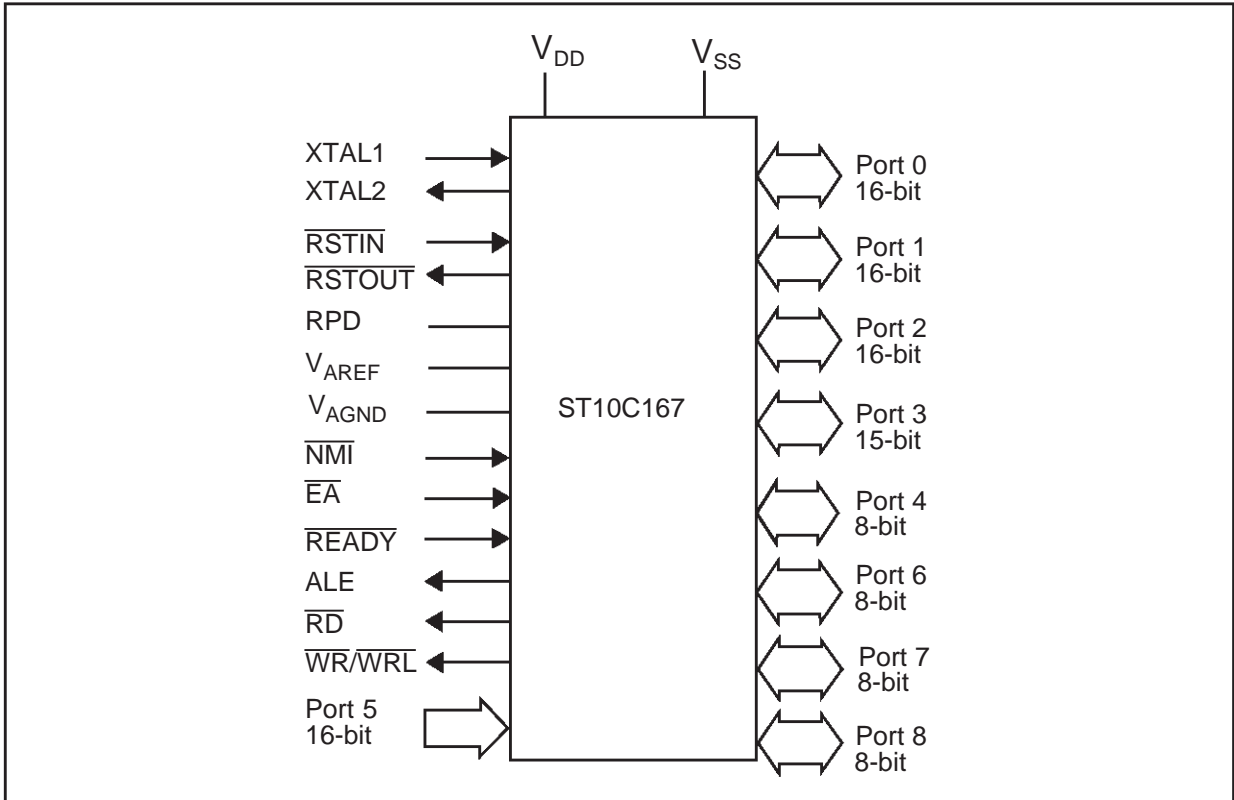 VDD
VSS
XTAL1
XTAL2
RSTIN
RSTOUT
RPD
VAREF
VAGND
NMI
EA
READY
ALE
RD
WR/WRL
Port 5
16-bit
ST10C167
Port 0
16-bit
Port 1
16-bit
Port 2
16-bit
Port 3
15-bit
Port 4
8-bit
Port 6
8-bit
Port 7
8-bit
Port 8
8-bit